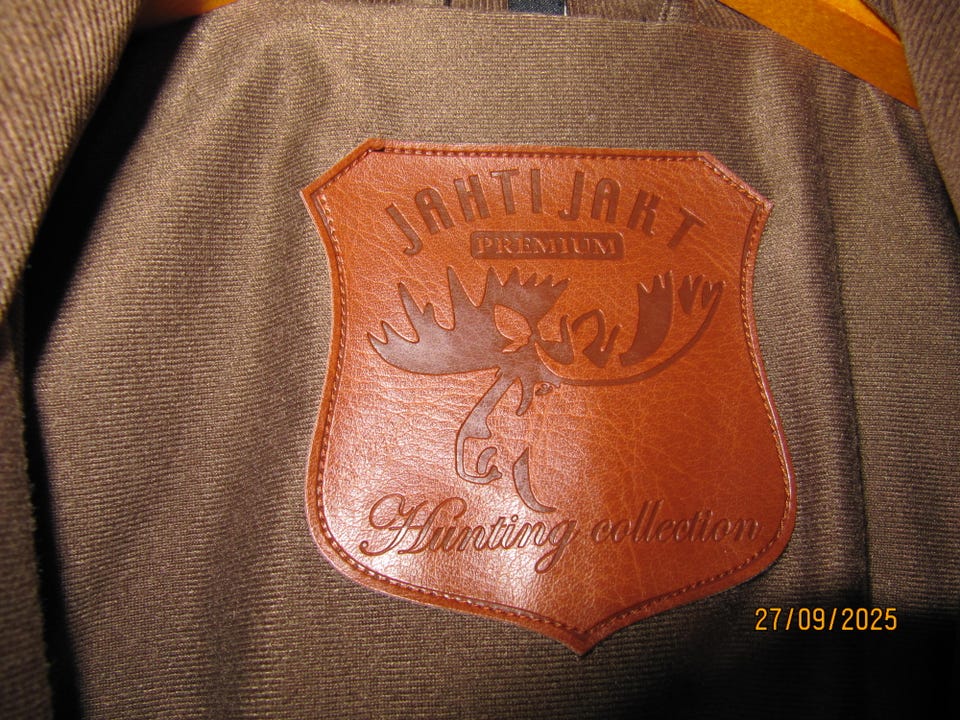 JAHTI JAKT
PREMIUM
Hunting collection
27/09/2025